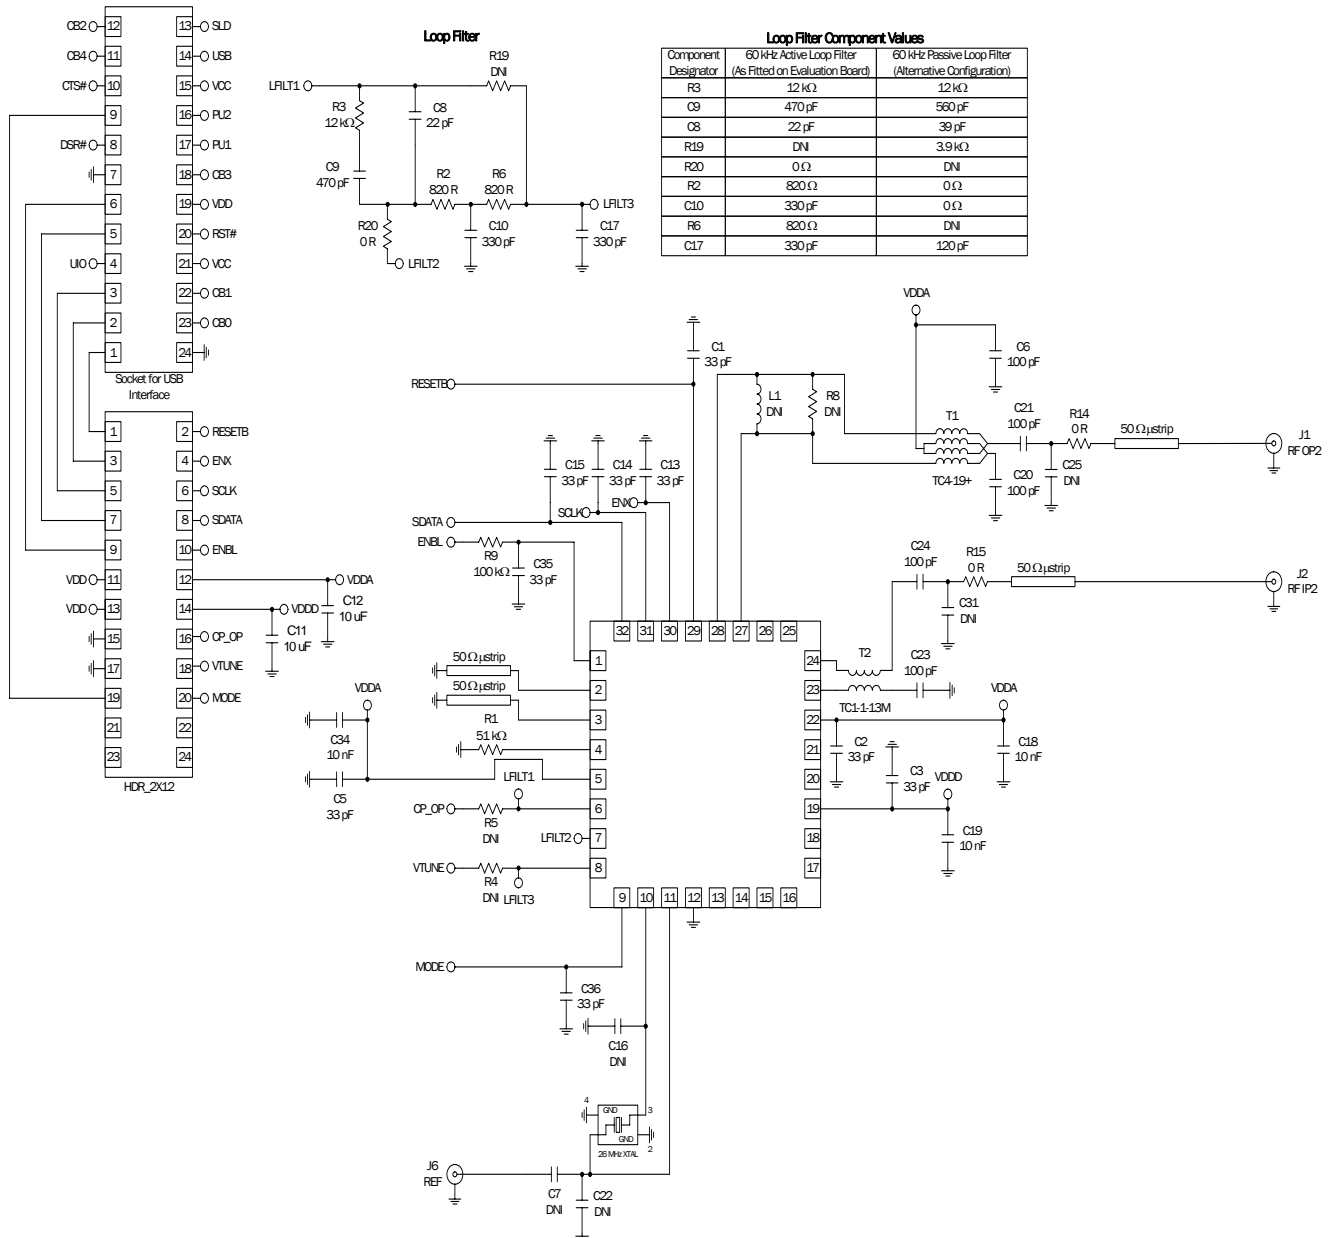 CB2 12 13 SLD
CB4 11 14 USB
CTS# 10 15 VCC
9 16 PU2
DSR# 8 17 PU1
7 18 CB3
6 19 VDD
5 20 RST#
UIO 4 21 VCC
3 22 CB1
2 23 CB0
1 24
Socket for USB
Interface
1 2 RESETB
3 4 ENX
5 6 SCLK
7 8 SDATA
9 10 ENBL
VDD 11 12 VDDA
C12
10 uF
VDD 13 14 VDDD
C11
10 uF
15 16 CP_OP
17 18 VTUNE
19 20 MODE
21 22
23 24
HDR_2X12
Loop Filter
LFILT1
R19
DNI
R3
12 kΩ
C8
22 pF
C9
470 pF
R2
820 R
R6
820 R
LFILT3
R20
0 R
C10
330 pF
C17
330 pF
LFILT2
Loop Filter Component Values
Component Designator 60 kHz Active Loop Filter (As Fitted on Evaluation Board) 60 kHz Passive Loop Filter (Alternative Configuration)
R3 12 kΩ 12 kΩ
C9 470 pF 560 pF
C8 22 pF 39 pF
R19 DNI 3.9 kΩ
R20 0 Ω DNI
R2 820 Ω 0 Ω
C10 330 pF 0 Ω
R6 820 Ω DNI
C17 330 pF 120 pF
VDDA
C6
100 pF
C1
33 pF
RESETB
L1
DNI
R8
DNI
T1
TC4-19+
C21
100 pF
R14
0 R
50 Ω μstrip
J1
RF OP2
C20
100 pF
C25
DNI
C15
33 pF
C14
33 pF
C13
33 pF
ENX
SCLK
SDATA
ENBL
R9
100 kΩ
C35
33 pF
C24
100 pF
R15
0 R
50 Ω μstrip
J2
RF IP2
C31
DNI
32 31 30 29 28 27 26 25
1
2
3
4
5
6
7
8
24
23
22
21
20
19
18
17
9 10 11 12 13 14 15 16
50 Ω μstrip
50 Ω μstrip
R1
51 kΩ
VDDA
C34
10 nF
C5
33 pF
LFILT1
CP_OP
R5
DNI
LFILT2
VTUNE
R4
DNI
LFILT3
T2
TC1-1-13M
C23
100 pF
VDDA
C2
33 pF
C18
10 nF
C3
33 pF
VDDD
C19
10 nF
MODE
C36
33 pF
C16
DNI
4
GND
3
GND
2
26 MHz XTAL
J6
REF
C7
DNI
C22
DNI